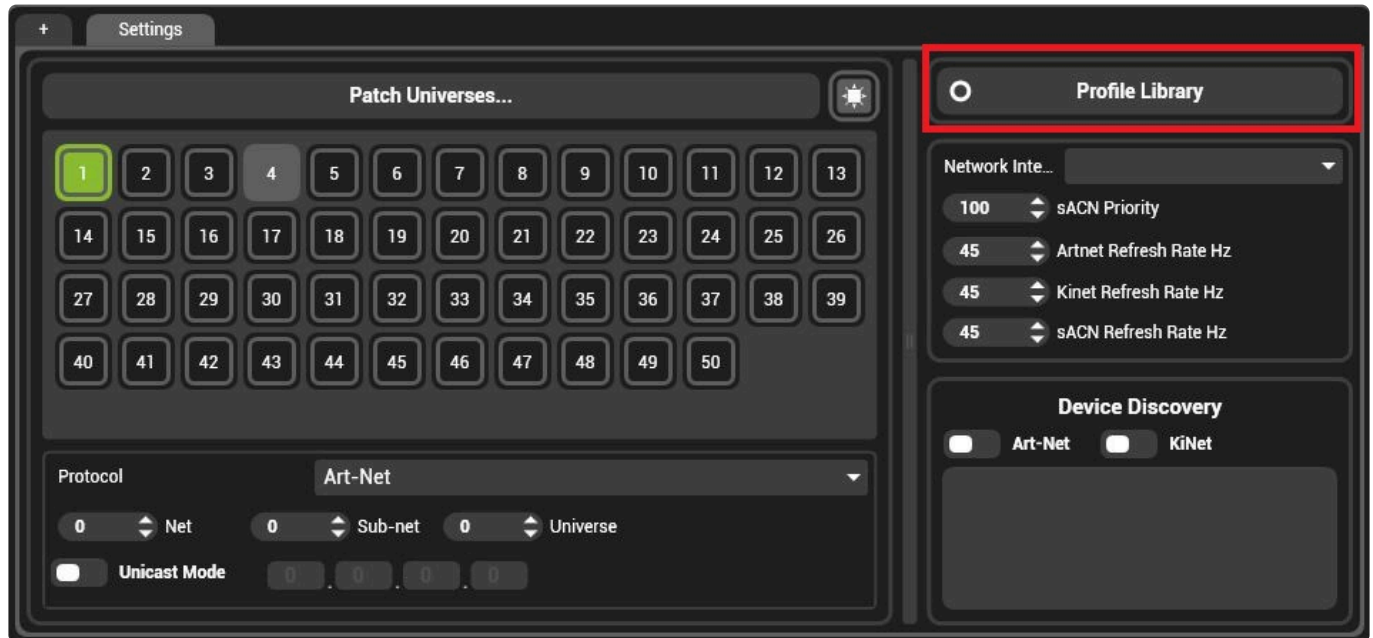 + Settings
Patch Universes...
1 2 3 4 5 6 7 8 9 10 11 12 13
14 15 16 17 18 19 20 21 22 23 24 25 26
27 28 29 30 31 32 33 34 35 36 37 38 39
40 41 42 43 44 45 46 47 48 49 50
Protocol Art-Net
0 Net 0 Sub-net 0 Universe
Unicast Mode 0 . 0 . 0 . 0
Profile Library
Network Inte...
100 sACN Priority
45 Artnet Refresh Rate Hz
45 Kinet Refresh Rate Hz
45 sACN Refresh Rate Hz
Device Discovery
Art-Net KiNet